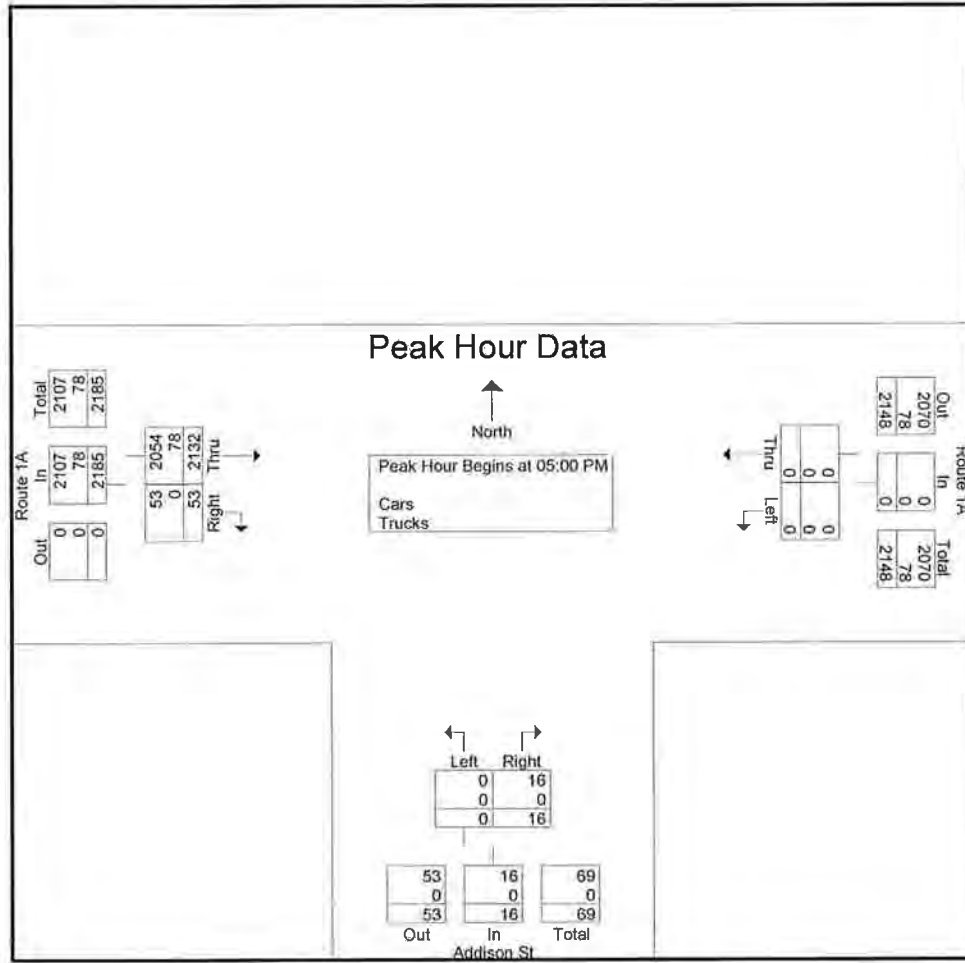 Peak Hour Data
North
Peak Hour Begins at 05:00 PM
Cars
Trucks
Route 1A
Total
2107
78
2185
In
2107
78
2185
Out
0
0
0
Thru
2054
78
2132
Right
53
0
53
Route 1A
Out
2070
78
2148
In
0
0
0
Total
2070
78
2148
Thru
0
0
0
Left
0
0
0
Left Right
0 16
0 0
0 16
53 16 69
0 0 0
53 16 69
Out In Total
Addison St